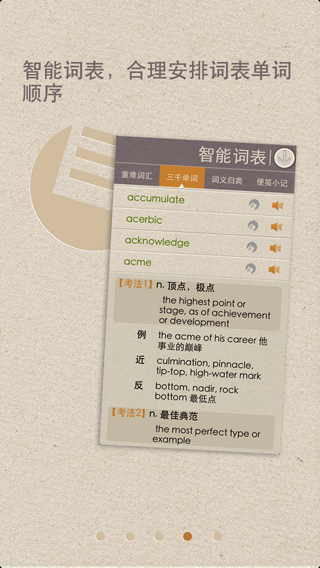 智能词表，合理安排词表单词
顺序
智能词表
重难词汇 三千单词 词义归类 便笺小记
accumulate
acerbic
acknowledge
acme
【考法1】 n. 顶点，极点
the highest point or
stage, as of achievement
or development
例 the acme of his career 他
事业的巅峰
近 culmination, pinnacle,
tip-top, high-water mark
反 bottom, nadir, rock
bottom 最低点
【考法2】 n. 最佳典范
the most perfect type or
example